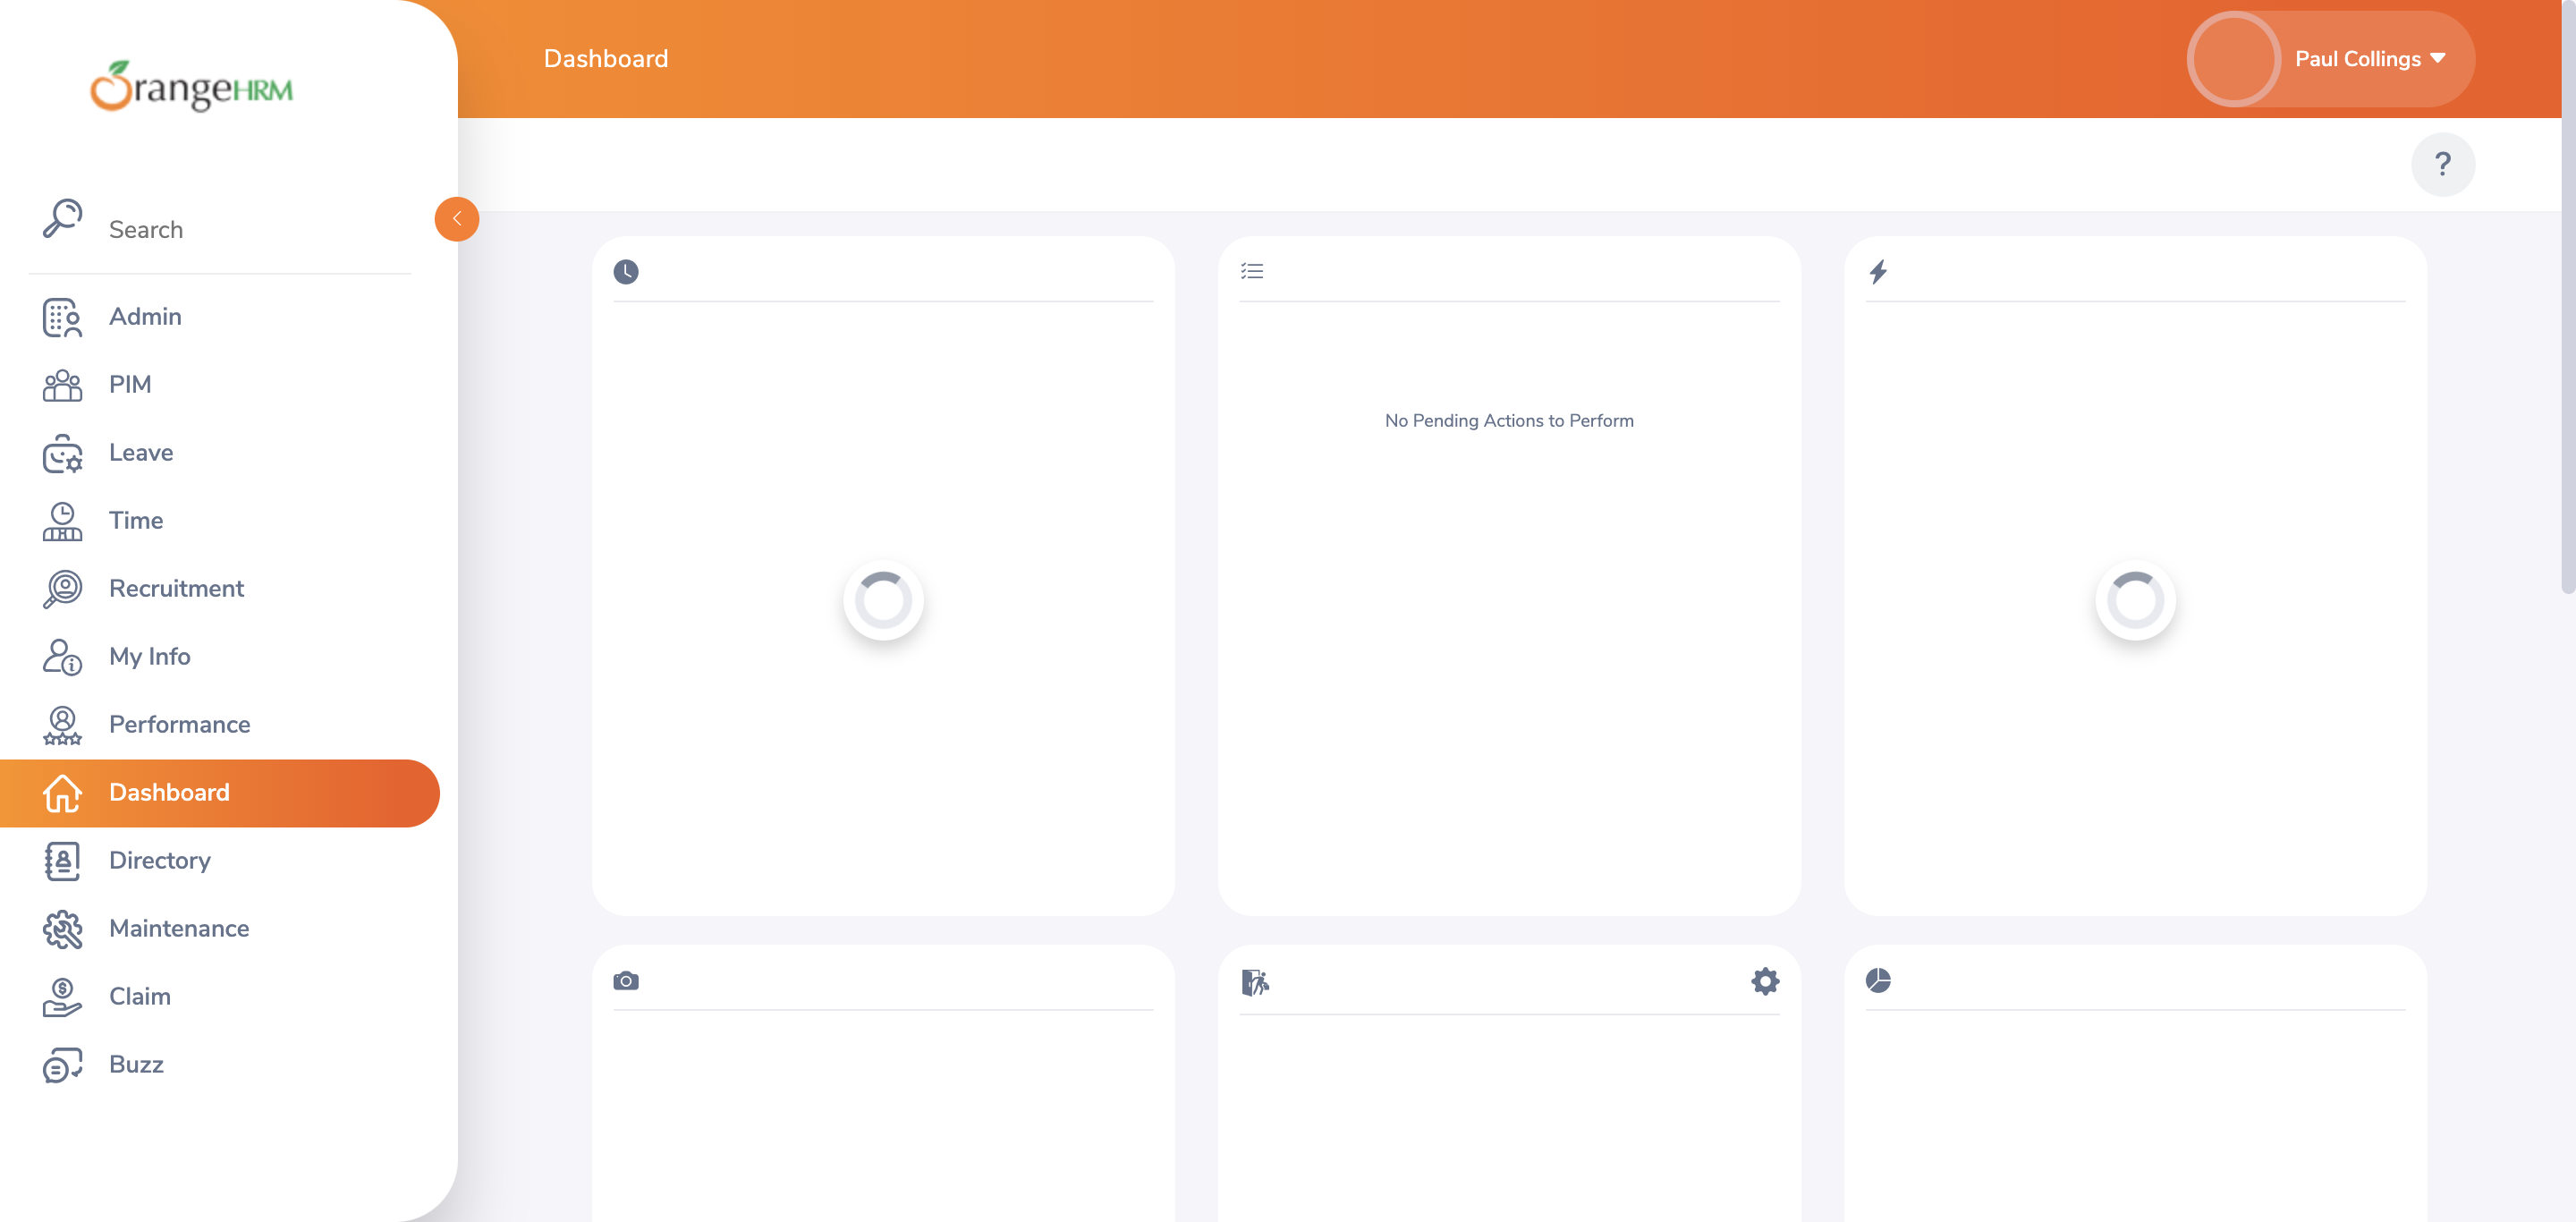 OrangeHRM
Dashboard
Paul Collings
?
Search
Admin
PIM
Leave
Time
Recruitment
My Info
Performance
Dashboard
Directory
Maintenance
Claim
Buzz
No Pending Actions to Perform